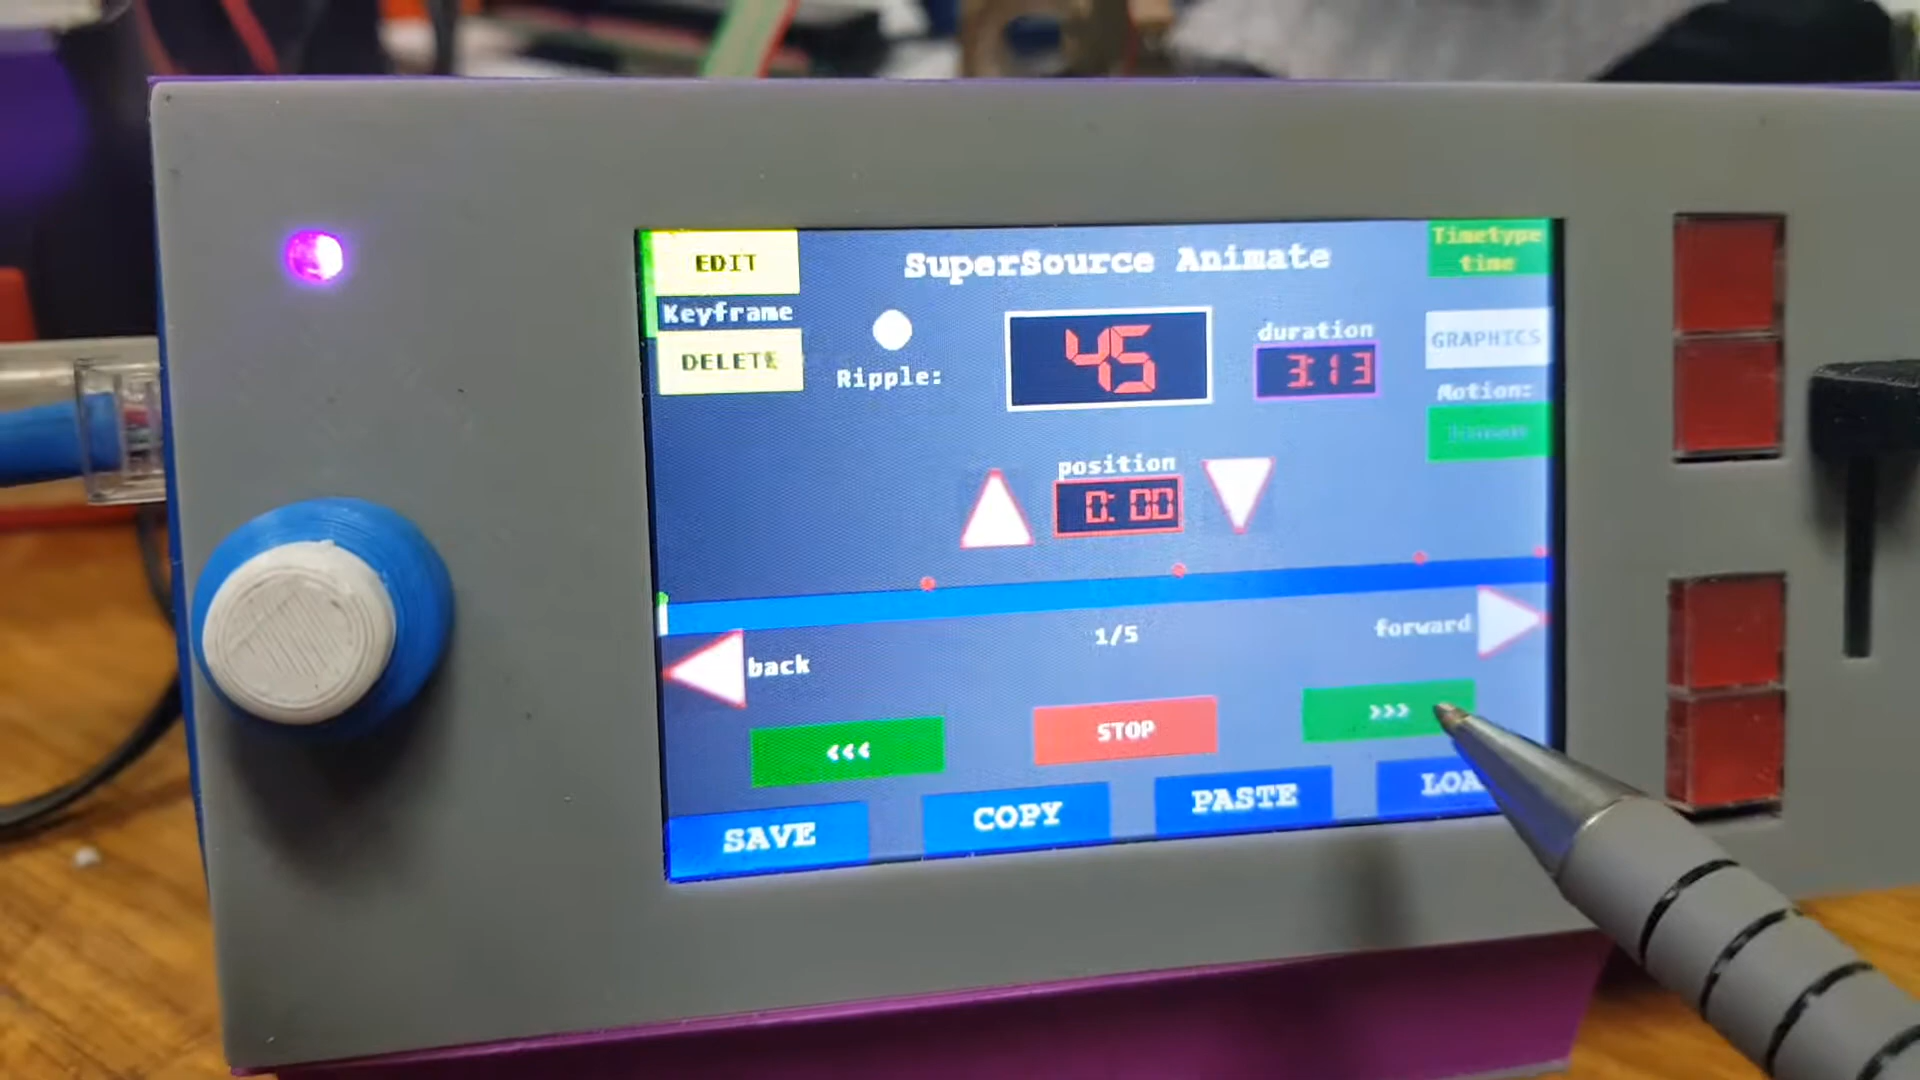 EDIT
SuperSource Animate
Timetype
time
Keyframe
DELETE
Ripple:
45
duration
3:13
GRAPHICS
Motion:
position
0:00
1/5
forward
back
<<<
STOP
>>>
SAVE
COPY
PASTE
LOA